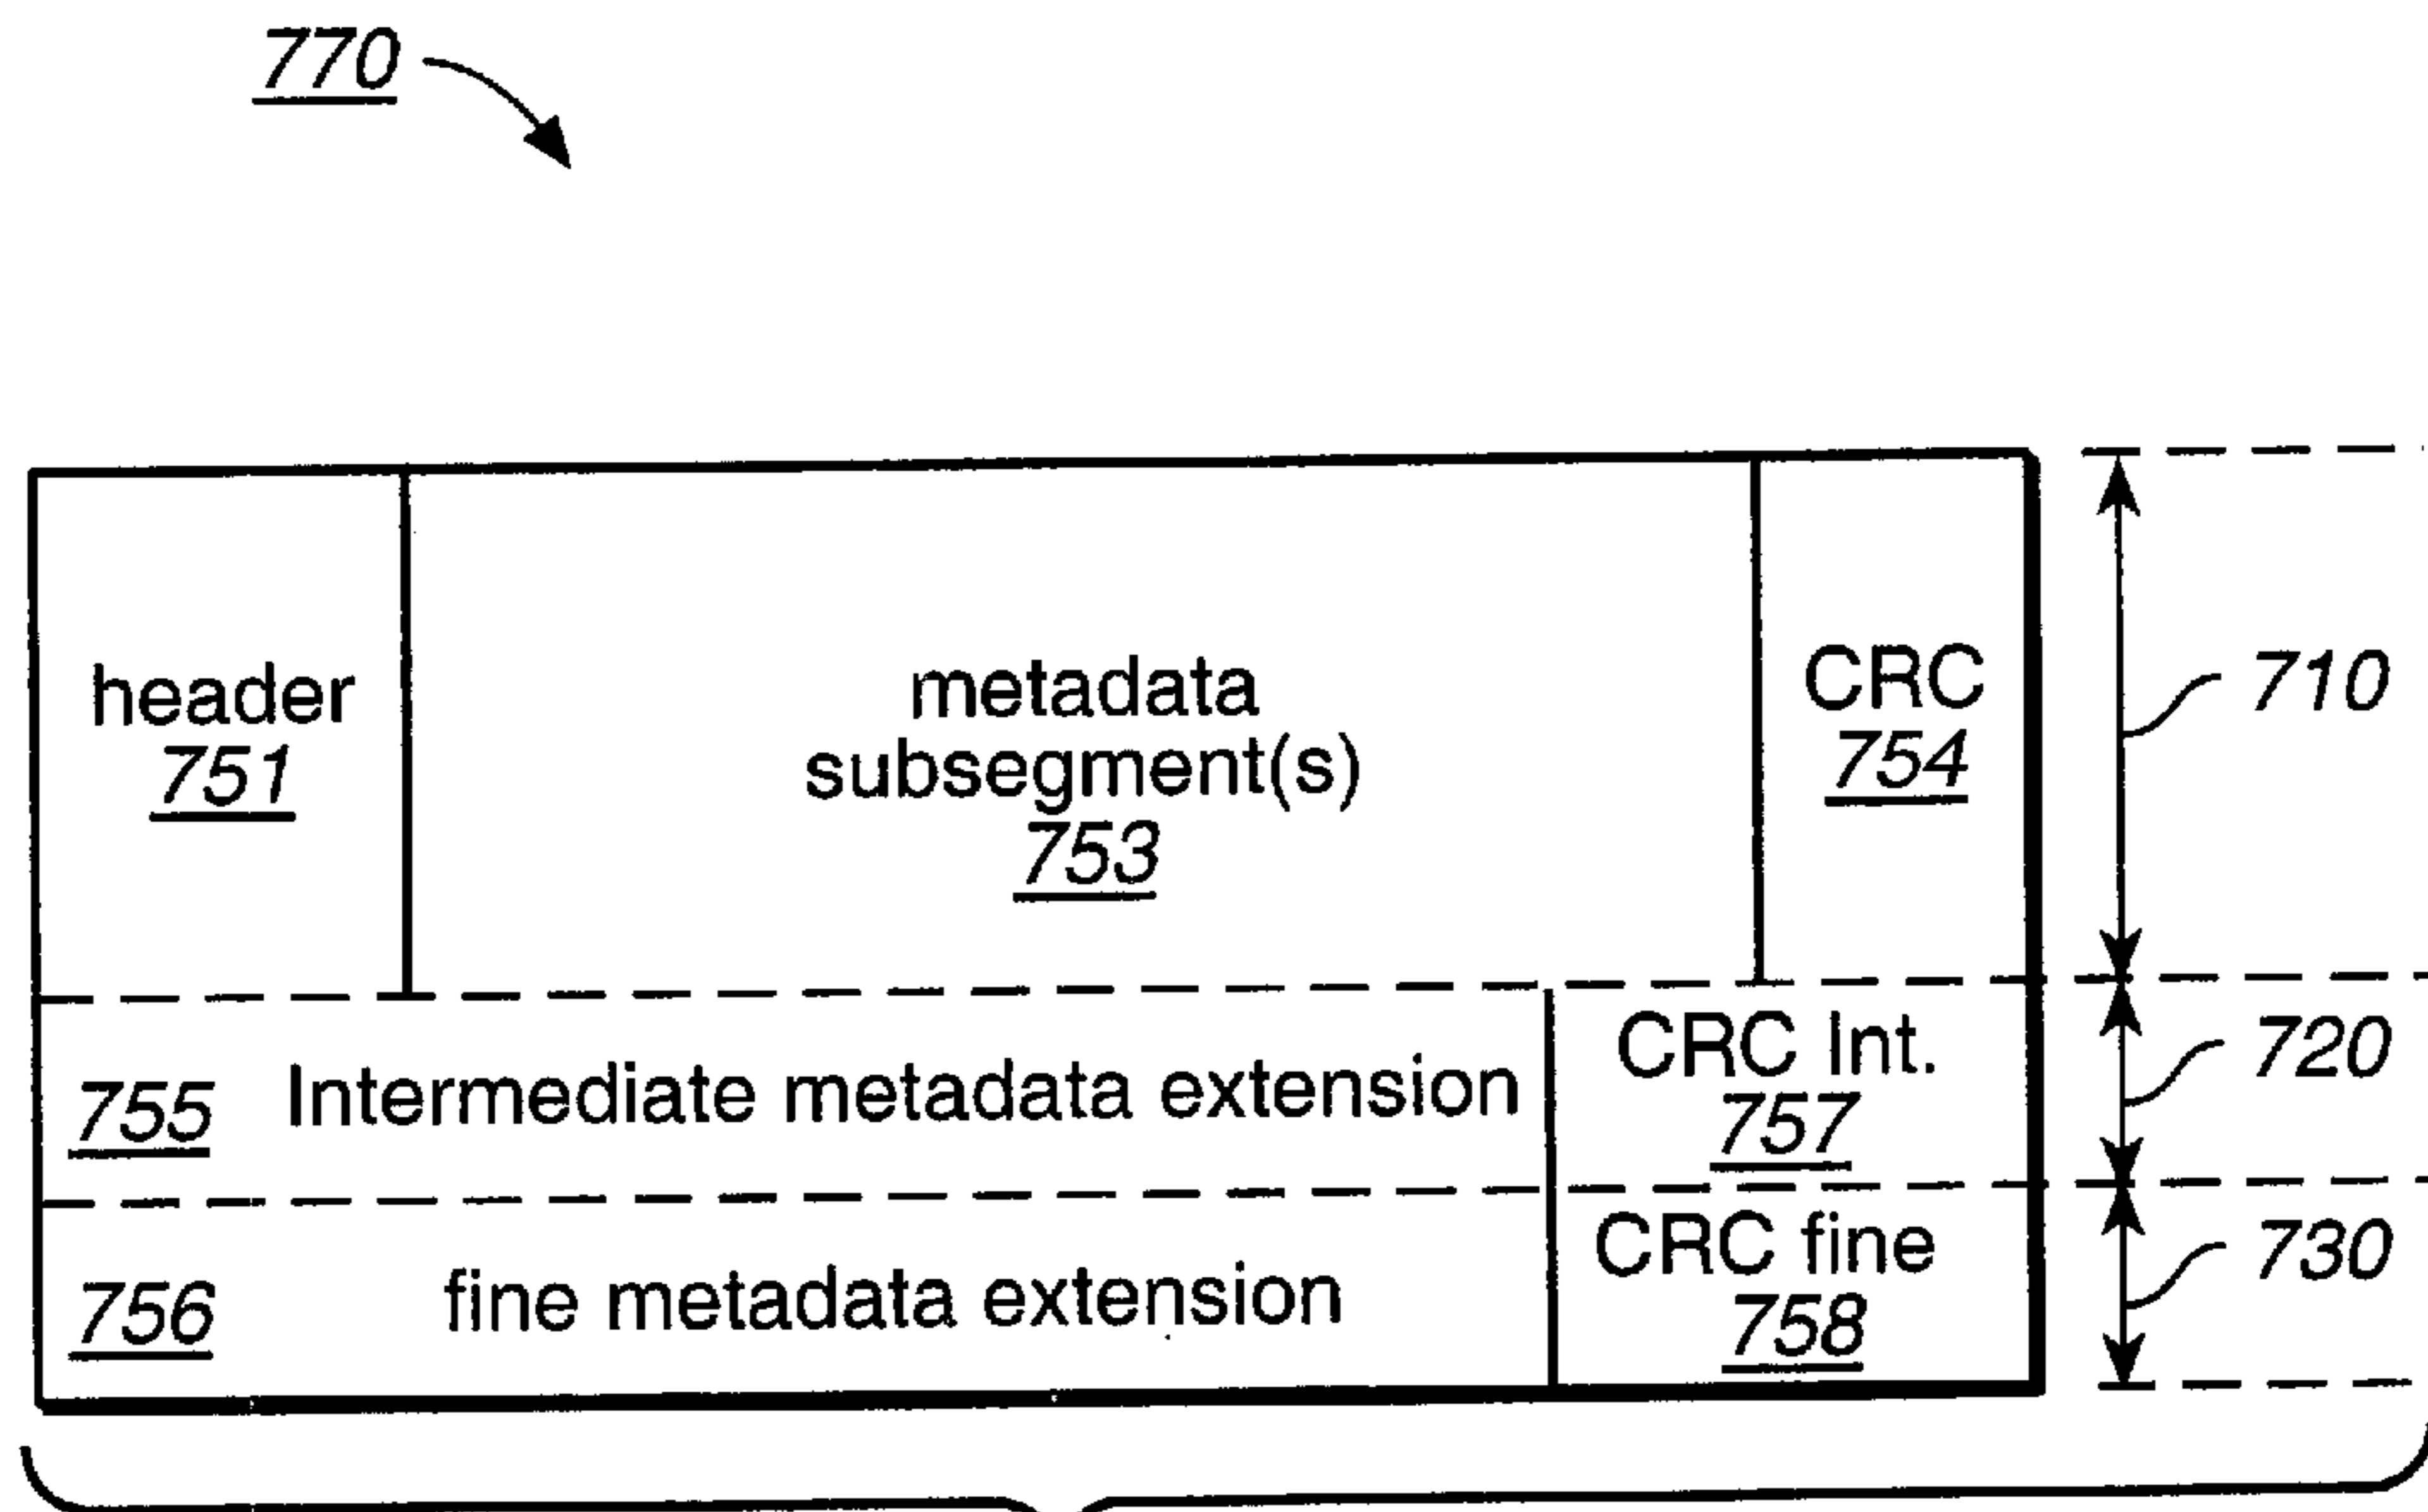 770
header
751
metadata
subsegment(s)
753
CRC
754
710
755 Intermediate metadata extension
CRC Int.
757
720
756 fine metadata extension
CRC fine
758
730